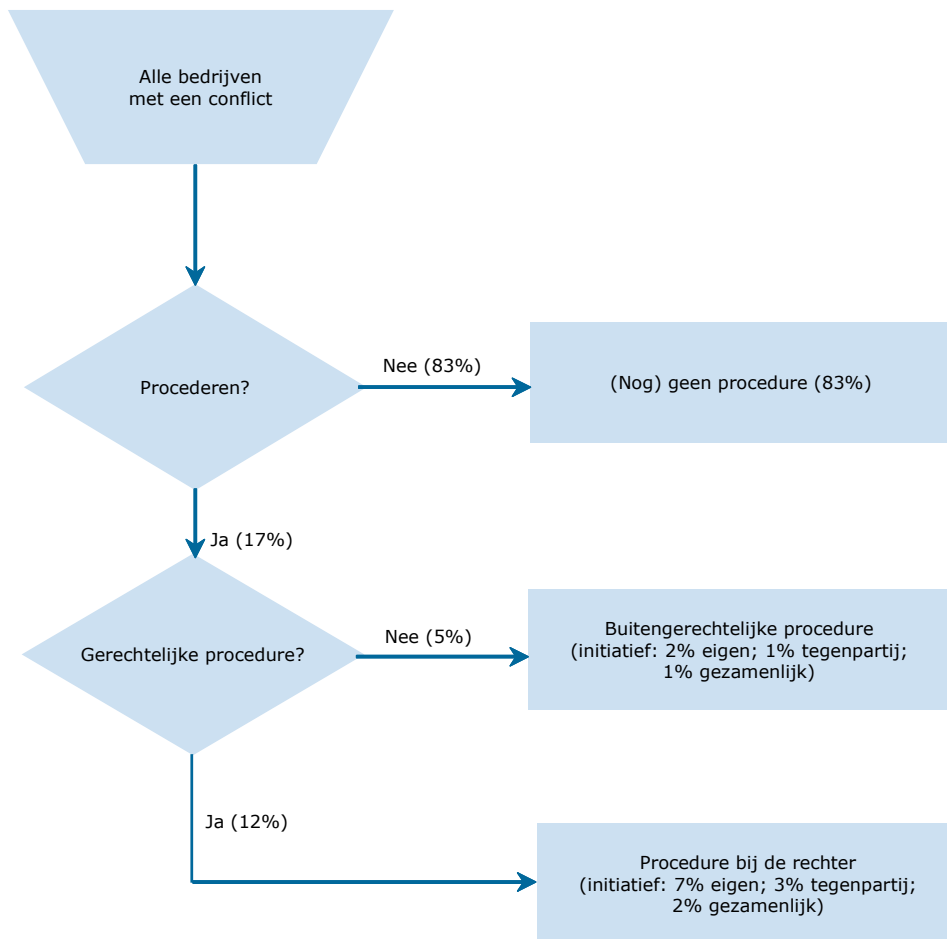 Alle bedrijven
met een conflict
Procederen?
Nee (83%)
(Nog) geen procedure (83%)
Ja (17%)
Gerechtelijke procedure?
Nee (5%)
Buitengerechtelijke procedure
(initiatief: 2% eigen; 1% tegenpartij;
1% gezamenlijk)
Ja (12%)
Procedure bij de rechter
(initiatief: 7% eigen; 3% tegenpartij;
2% gezamenlijk)